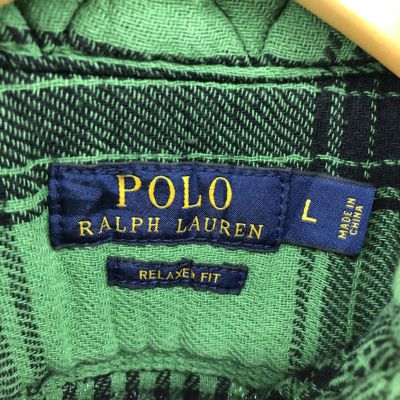 POLO
RALPH LAUREN
L
MADE IN
CHINA
RELAXED FIT